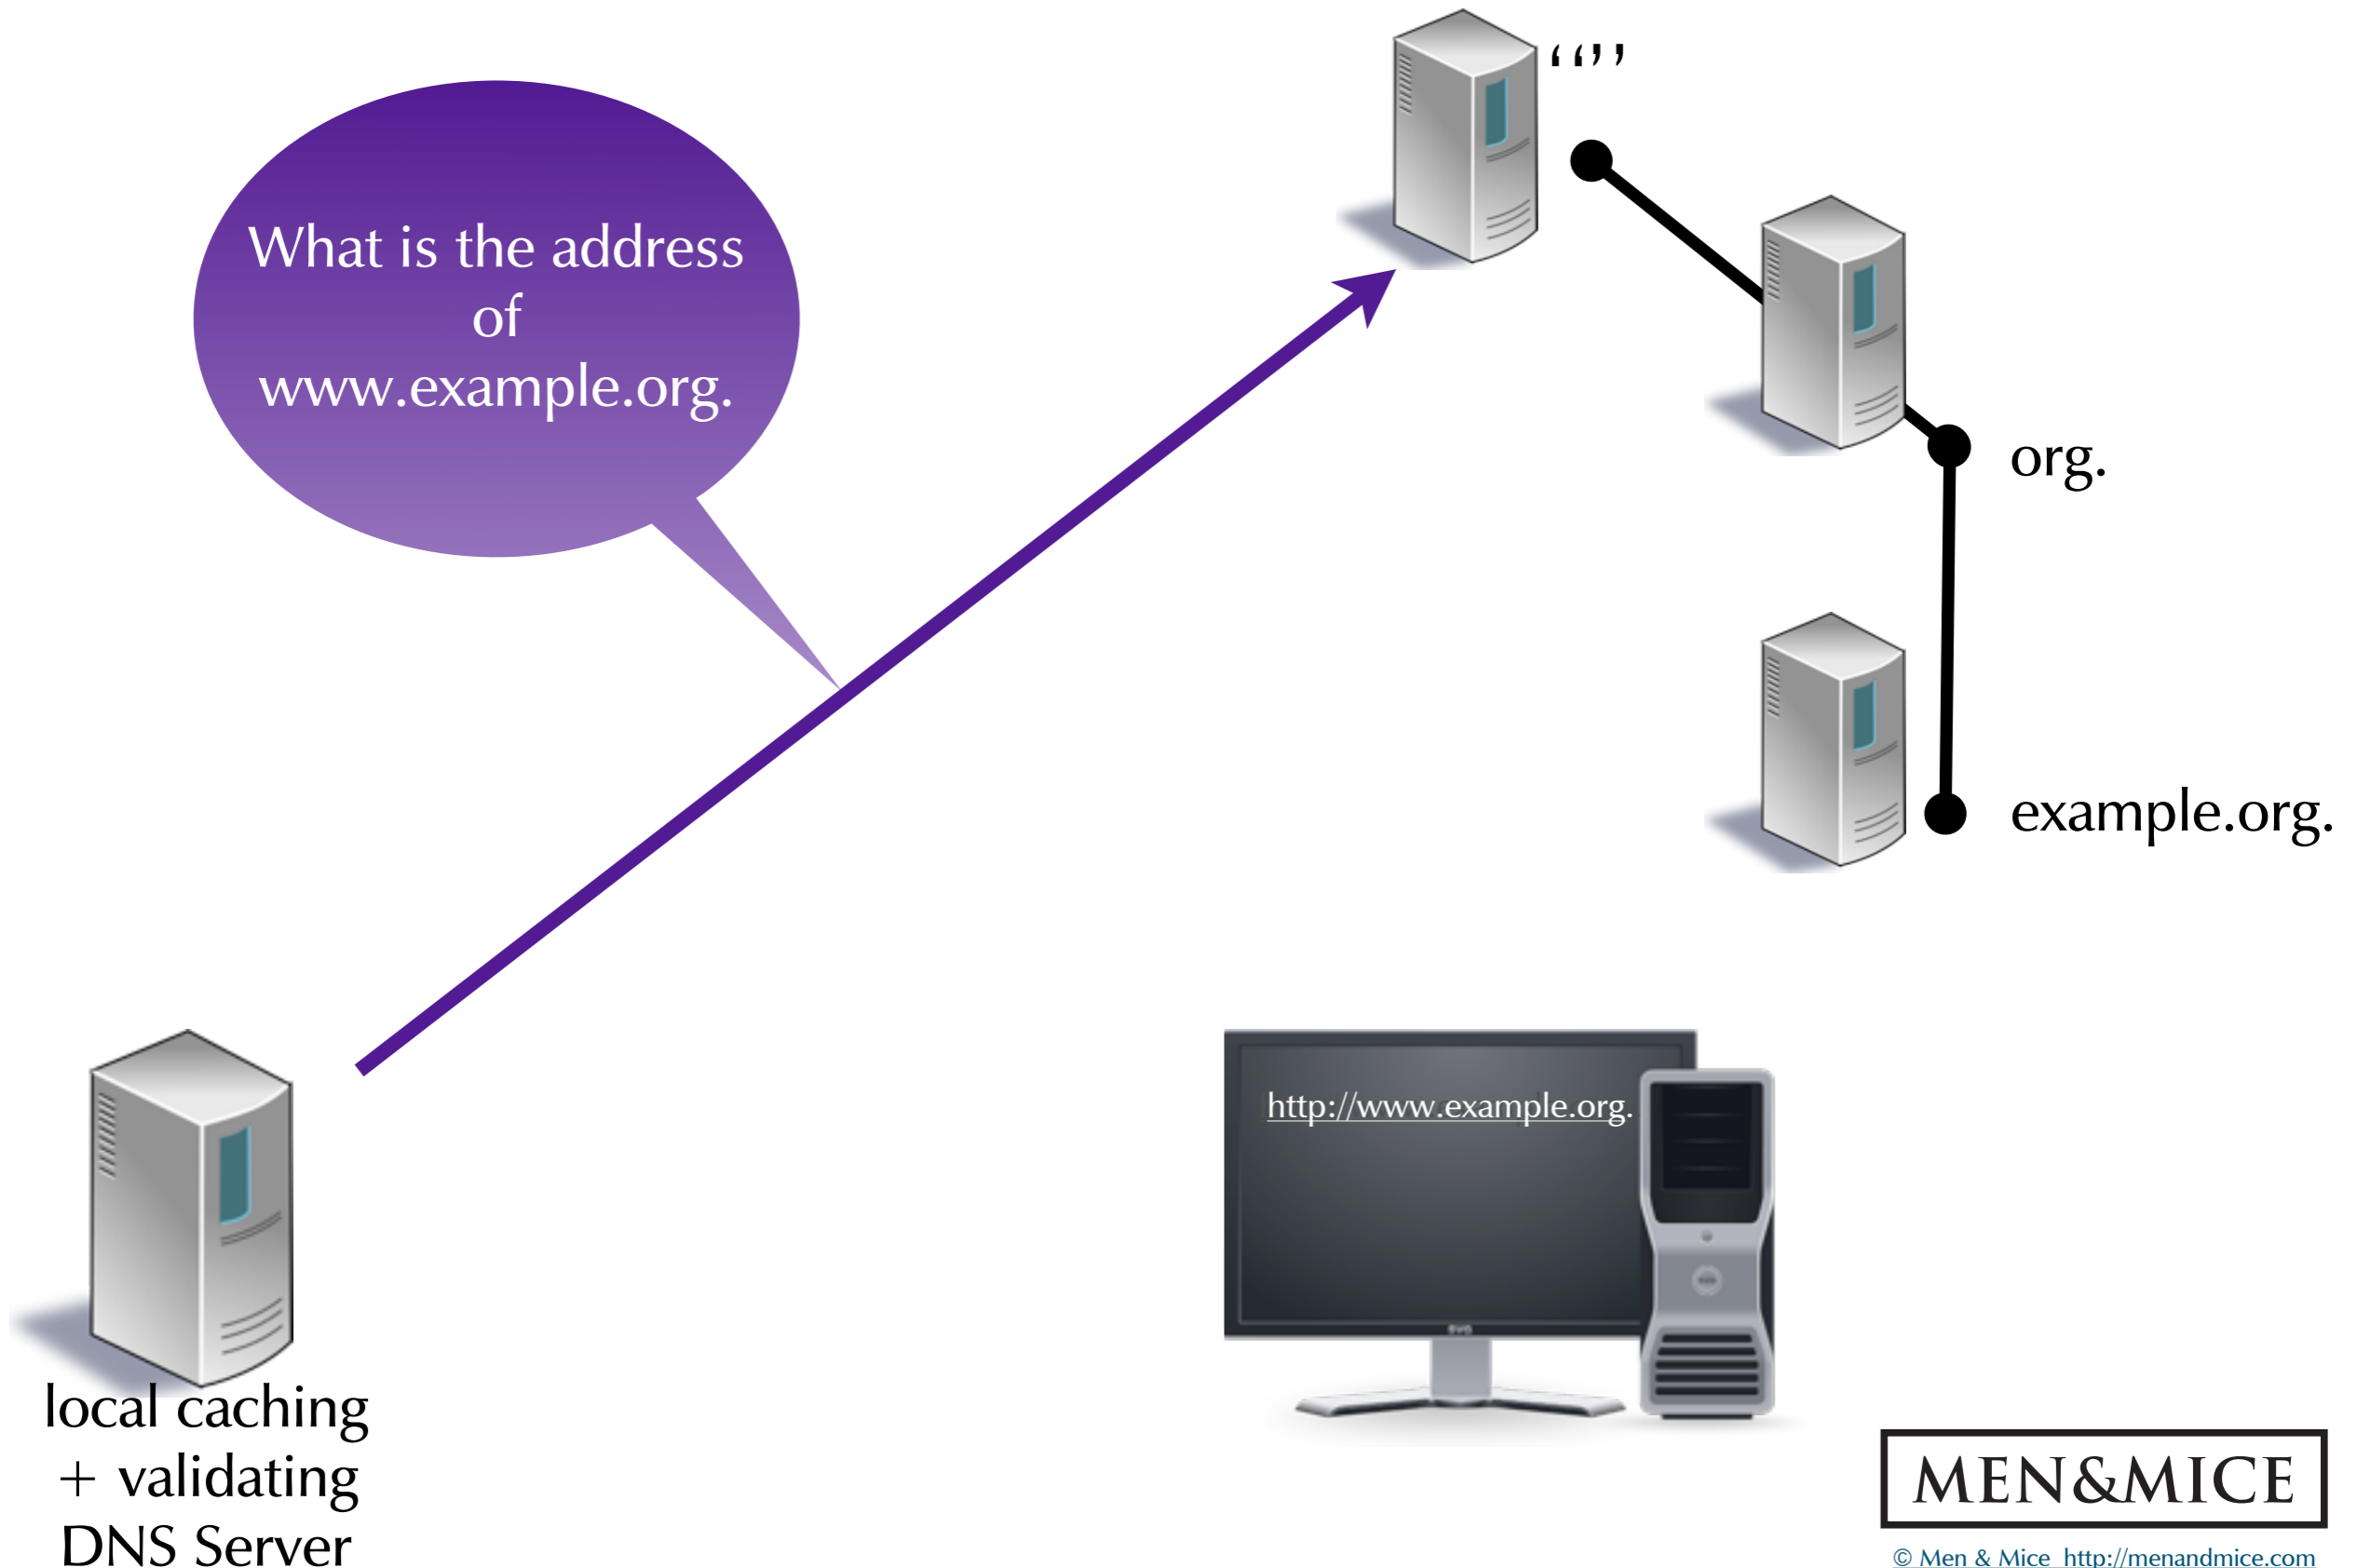 “”
What is the address
of
www.example.org.
org.
example.org.
http://www.example.org.
local caching
+ validating
DNS Server
MEN&MICE
© Men & Mice http://menandmice.com